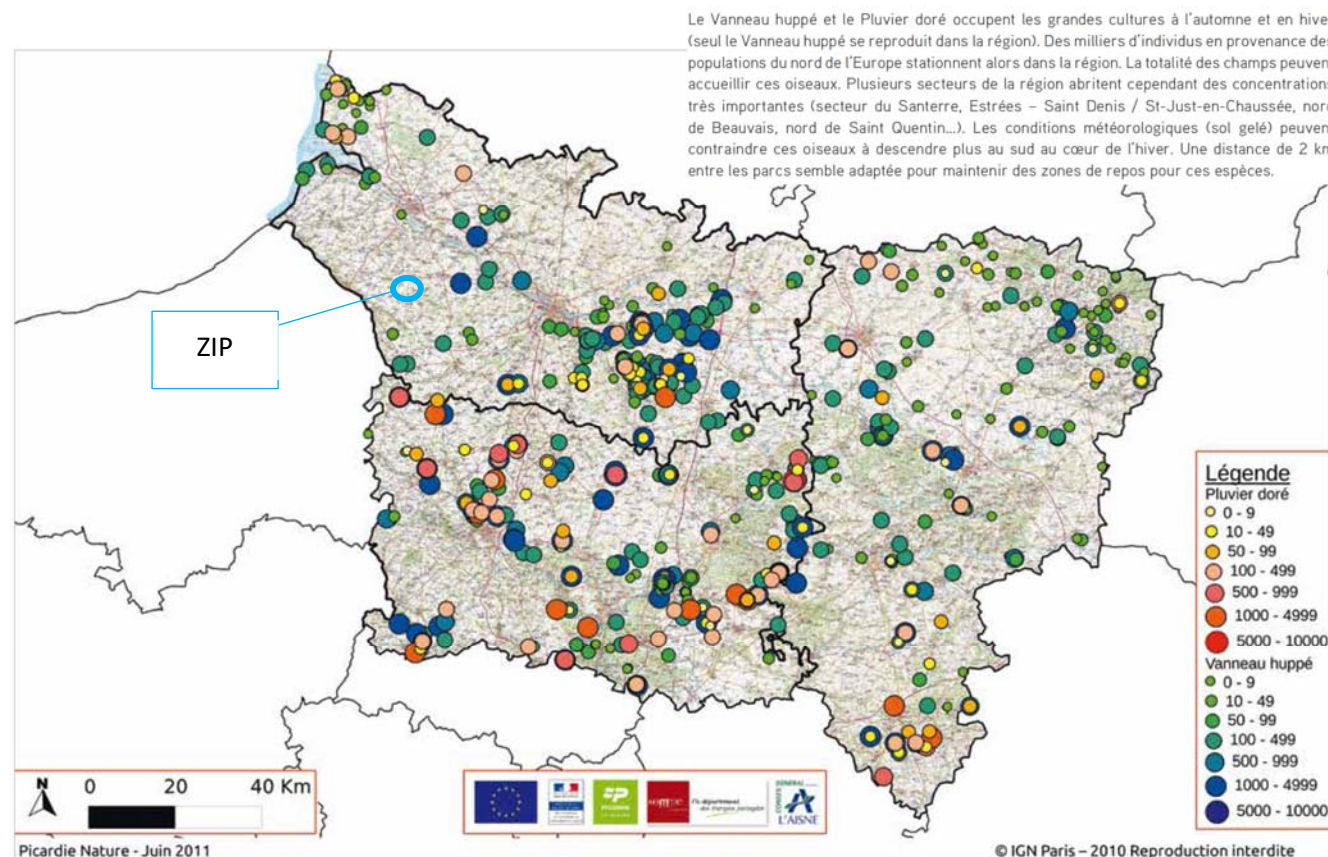 Le Vanneau huppé et le Pluvier doré occupent les grandes cultures à l'automne et en hive
(seul le Vanneau huppé se reproduit dans la région). Des milliers d'individus en provenance des
populations du nord de l'Europe stationnent alors dans la région. La totalité des champs peuven
accueillir ces oiseaux. Plusieurs secteurs de la région abritent cependant des concentration
très importantes (secteur du Santerre, Estrées – Saint Denis / St-Just-en-Chaussée, nor
de Beauvais, nord de Saint Quentin...). Les conditions météorologiques (sol gelé) peuven
contraindre ces oiseaux à descendre plus au sud au cœur de l'hiver. Une distance de 2 km
entre les parcs semble adaptée pour maintenir des zones de repos pour ces espèces.
ZIP
Légende
Pluvier doré
0 - 9
10 - 49
50 - 99
100 - 499
500 - 999
1000 - 4999
5000 - 10000
Vanneau huppé
0 - 9
10 - 49
50 - 99
100 - 499
500 - 999
1000 - 4999
5000 - 10000
N
0 20 40 Km
PICARDIE
somme
CONSEIL GENERAL
L'AISNE
Picardie Nature - Juin 2011
© IGN Paris – 2010 Reproduction interdite